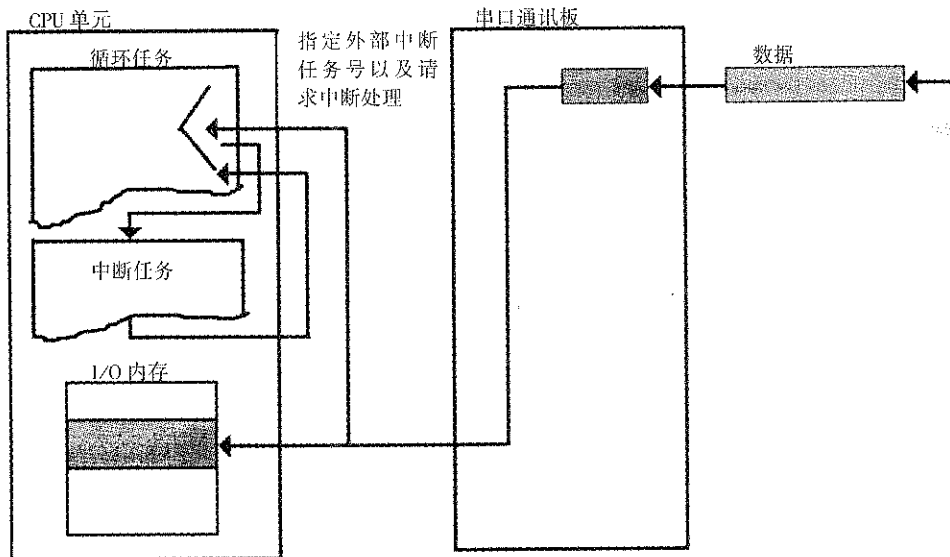 CPU 单元
循环任务
指定外部中断
任务号以及请
求中断处理
串口通讯板
数据
中断任务
I/O 内存